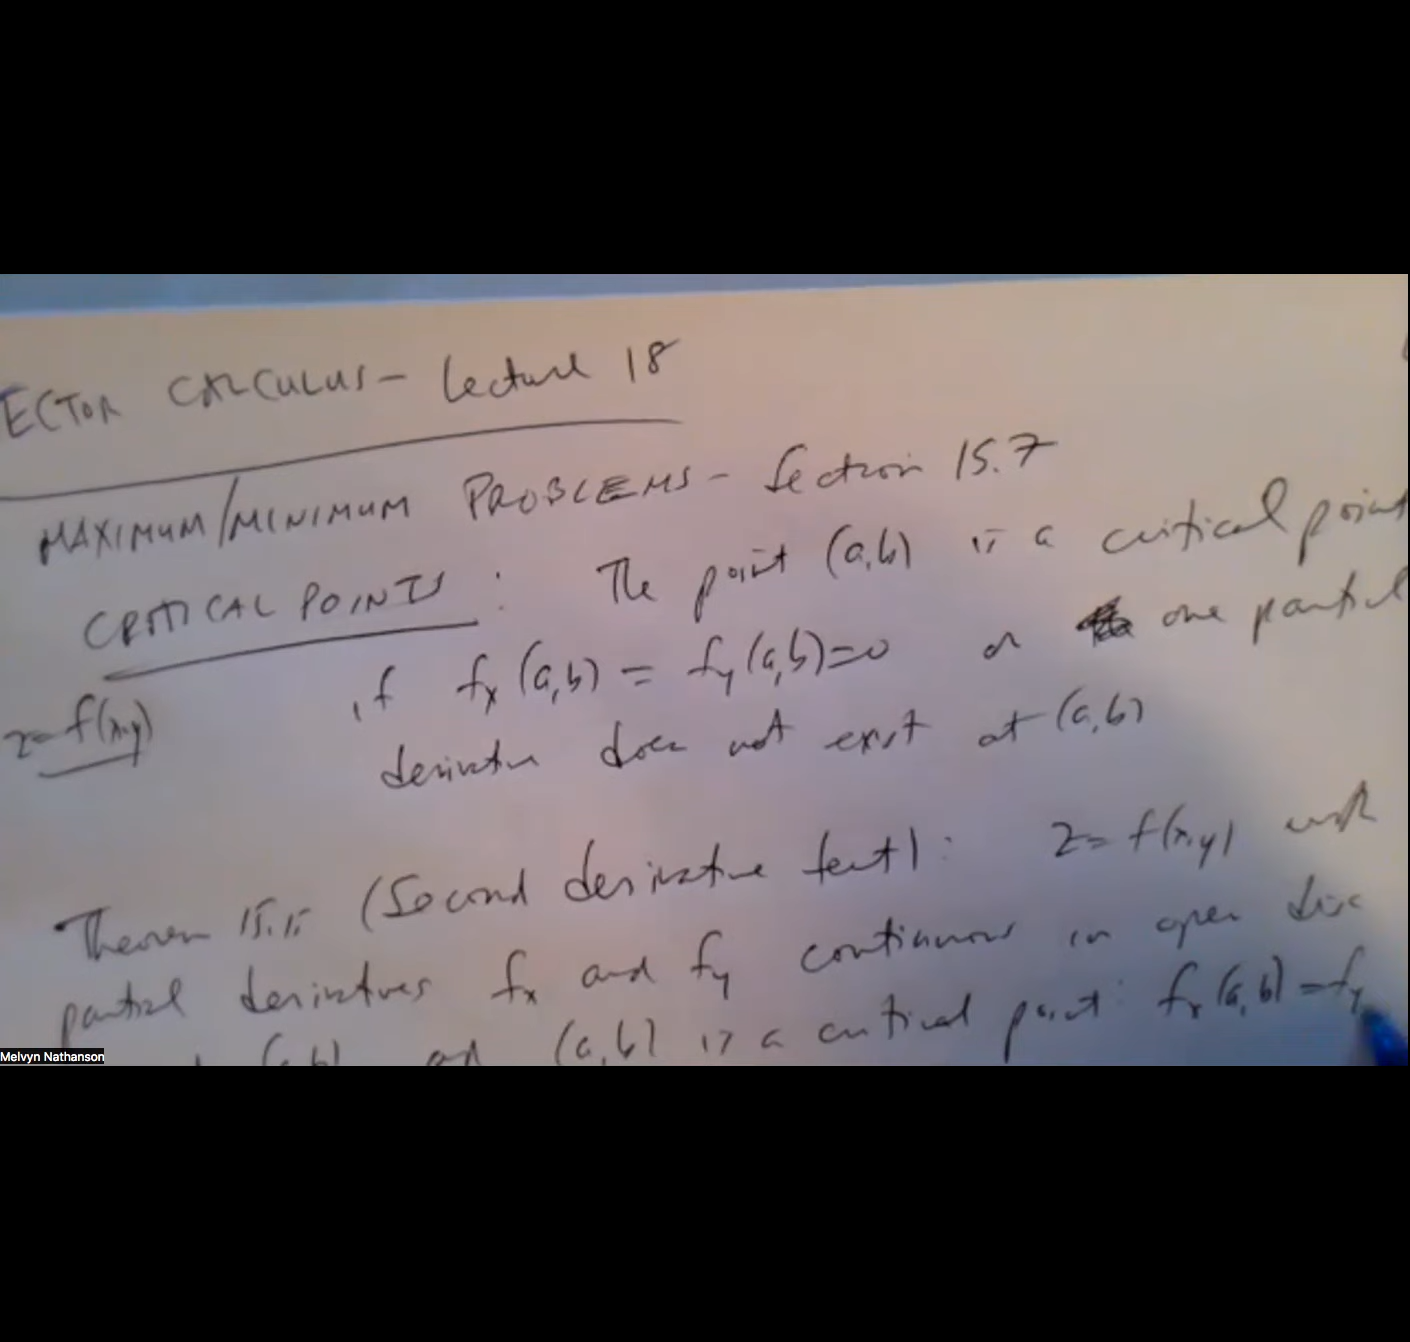 ECTOR CALCULUS - Lecture 18
MAXIMUM/MINIMUM PROBLEMS - Section 15.7
CRITICAL POINTS : The point (a,b) is a critical point
z = f(x,y) if fx (a,b) = fy (a,b) = 0 or one partial
derivative does not exist at (a,b)
Theorem 15.15 (Second derivative test) : z = f(x,y) with
partial derivatives fx and fy continuous in open disc
(a,b) and (a,b) is a critical point : fx (a,b) = fy
Melvyn Nathanson